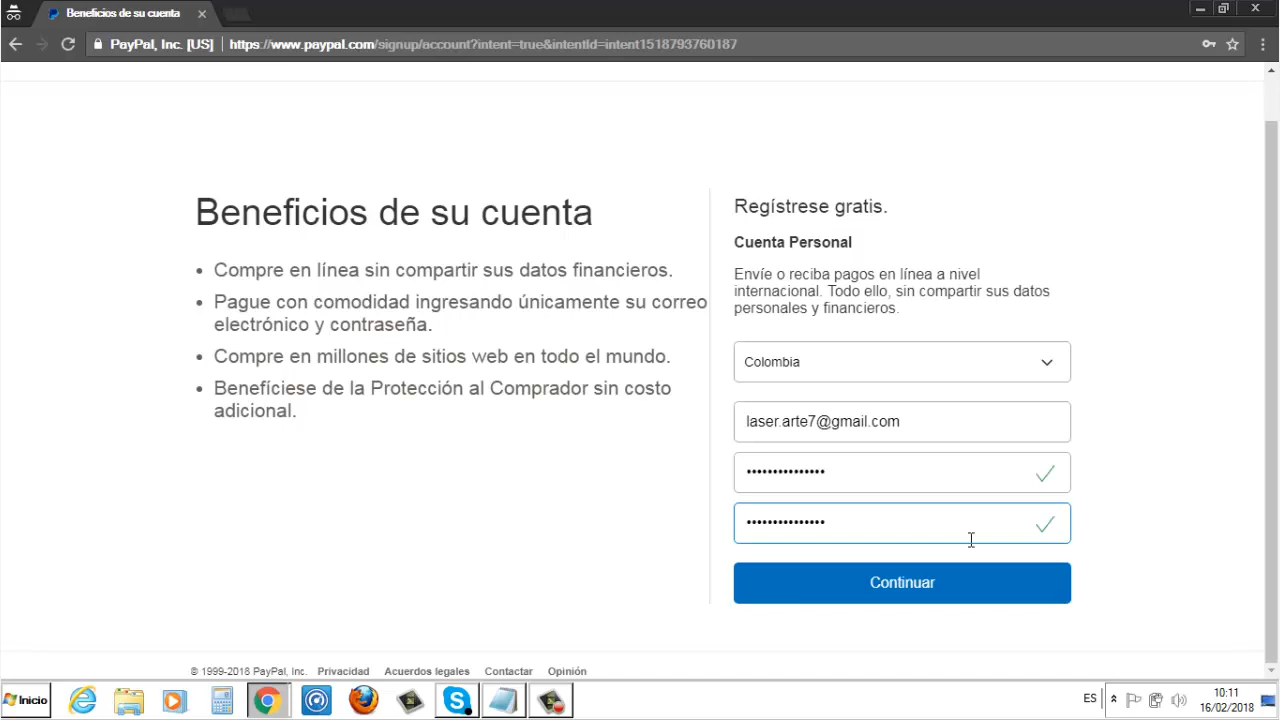 Beneficios de su cuenta
PayPal, Inc. [US]
https://www.paypal.com/signup/account?intent=true&intentId=intent1518793760187
Beneficios de su cuenta
• Compre en línea sin compartir sus datos financieros.
• Pague con comodidad ingresando únicamente su correo
electrónico y contraseña.
• Compre en millones de sitios web en todo el mundo.
• Benefíciese de la Protección al Comprador sin costo
adicional.
Regístrese gratis.
Cuenta Personal
Envíe o reciba pagos en línea a nivel
internacional. Todo ello, sin compartir sus datos
personales y financieros.
Colombia
laser.arte7@gmail.com
•••••••••••••••
•••••••••••••••
Continuar
© 1999-2018 PayPal, Inc. Privacidad Acuerdos legales Contactar Opinión
Inicio
ES
10:11
16/02/2018